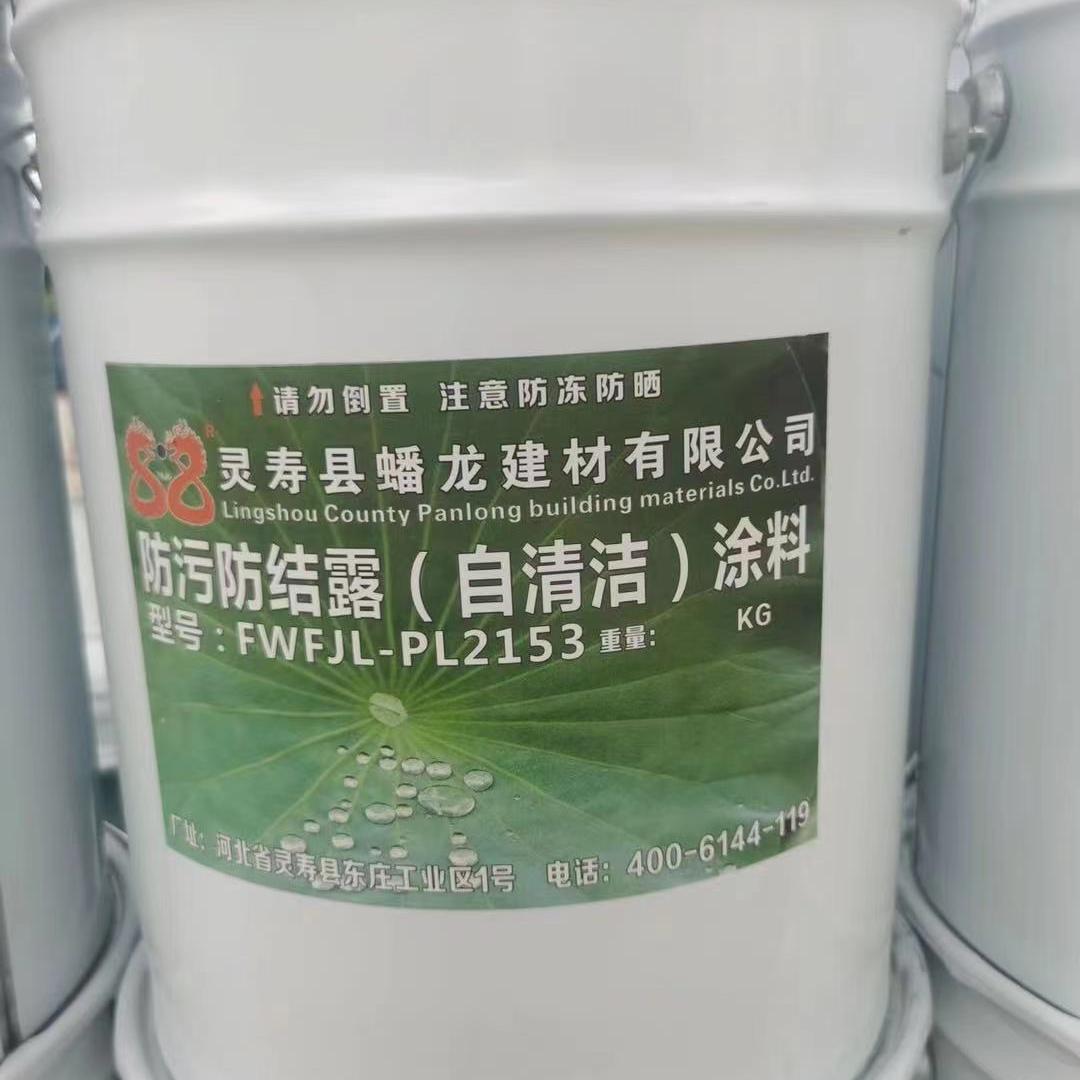 请勿倒置 注意防冻防晒
灵寿县蟠龙建材有限公司
Lingshou County Panlong building materials Co.Ltd.
防污防结露（自清洁）涂料
型号：FWFJL-PL2153 重量: KG
厂址：河北省灵寿县东庄工业区1号 电话：400-6144-119